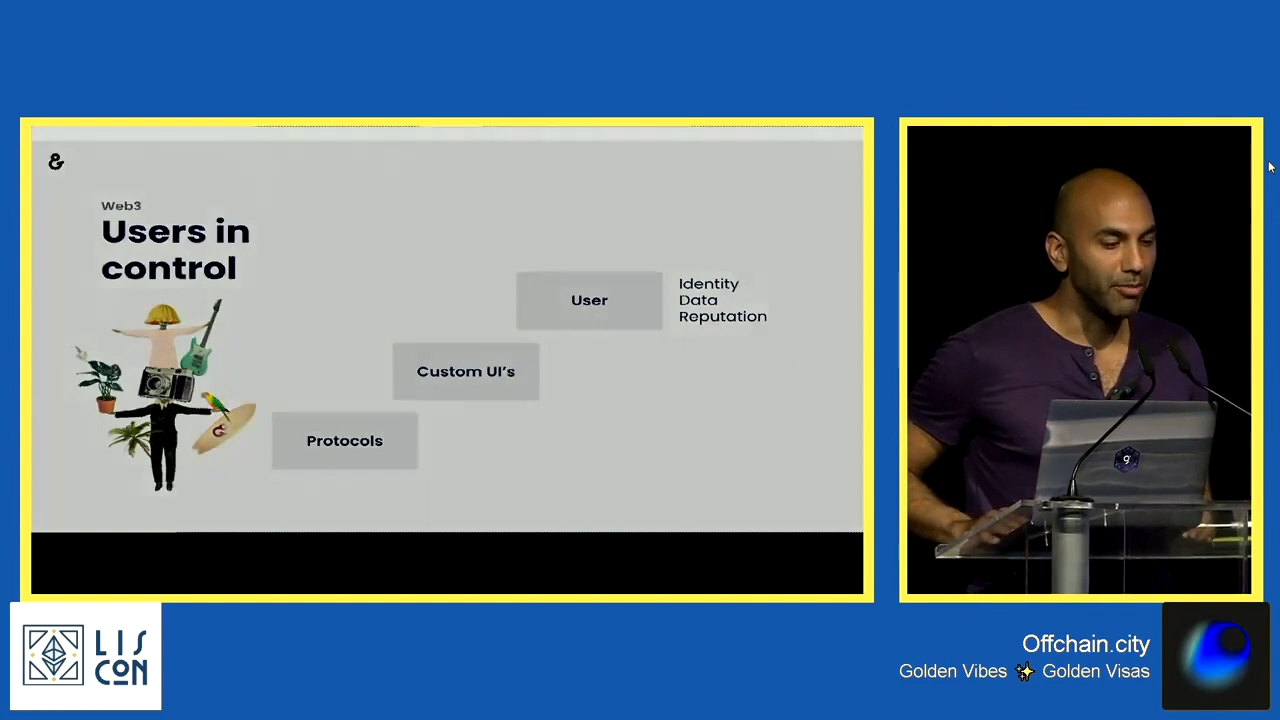 &
Web3
Users in
control
User
Identity
Data
Reputation
Custom UI's
Protocols
LIS
CON
Offchain.city
Golden Vibes ✨ Golden Visas